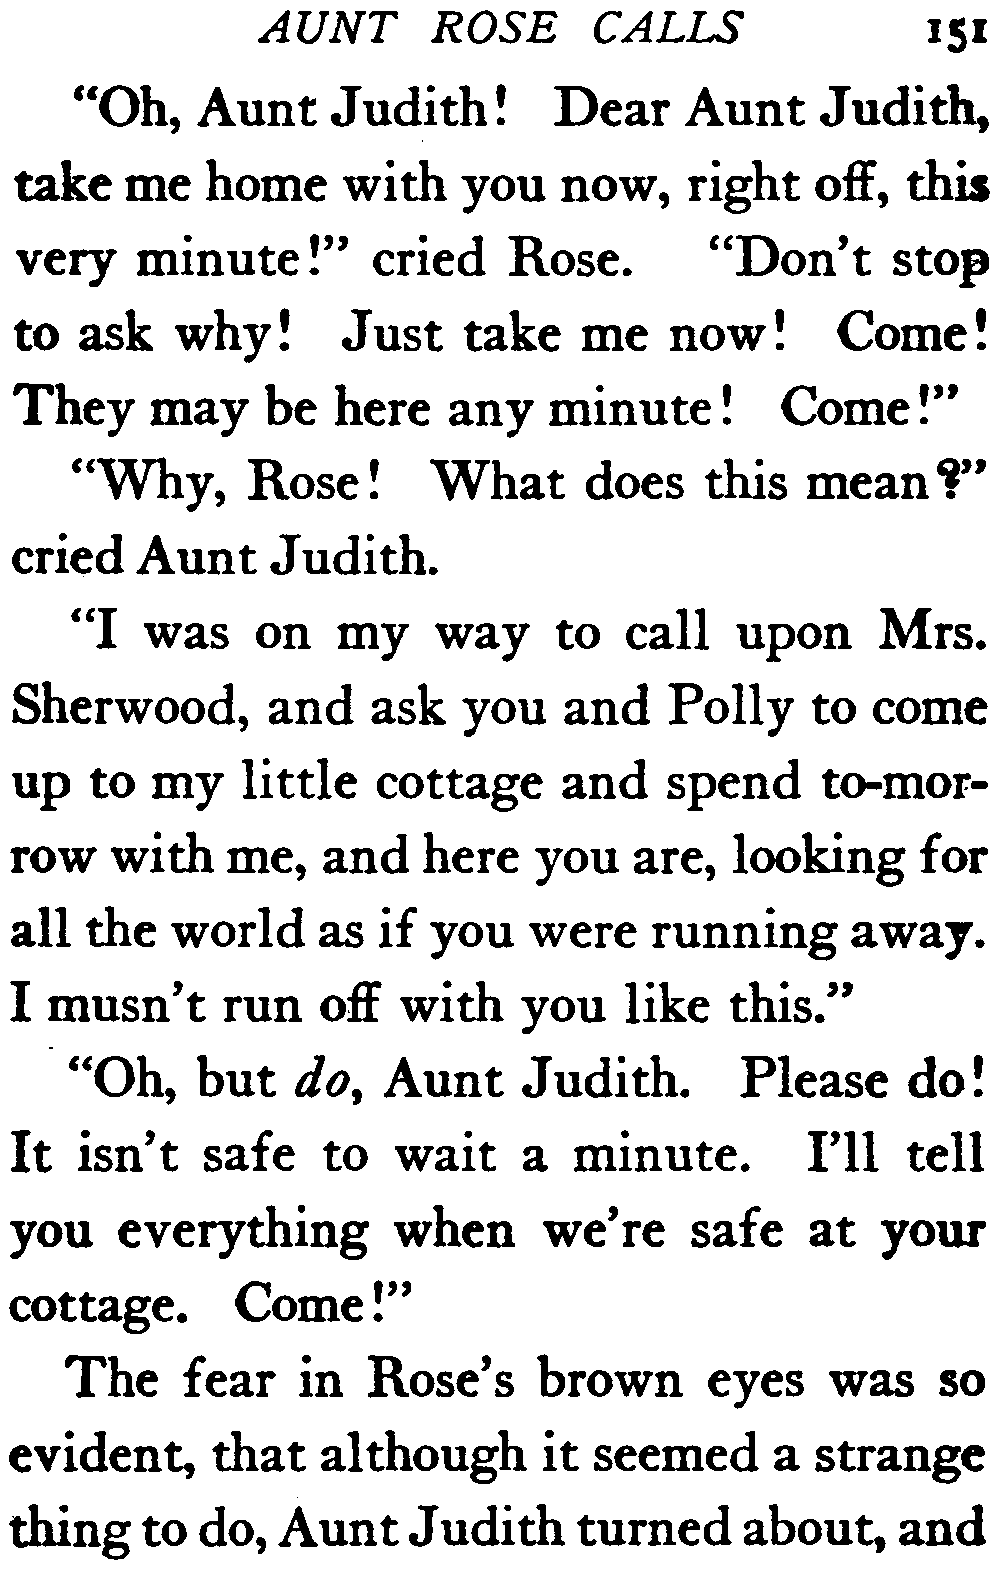 AUNT ROSE CALLS 151
“Oh, Aunt Judith! Dear Aunt Judith,
take me home with you now, right off, this
very minute!” cried Rose. “Don’t stop
to ask why! Just take me now! Come!
They may be here any minute! Come!”
“Why, Rose! What does this mean?”
cried Aunt Judith.
“I was on my way to call upon Mrs.
Sherwood, and ask you and Polly to come
up to my little cottage and spend to-mor-
row with me, and here you are, looking for
all the world as if you were running away.
I musn’t run off with you like this.”
“Oh, but do, Aunt Judith. Please do!
It isn’t safe to wait a minute. I’ll tell
you everything when we’re safe at your
cottage. Come!”
The fear in Rose’s brown eyes was so
evident, that although it seemed a strange
thing to do, Aunt Judith turned about, and